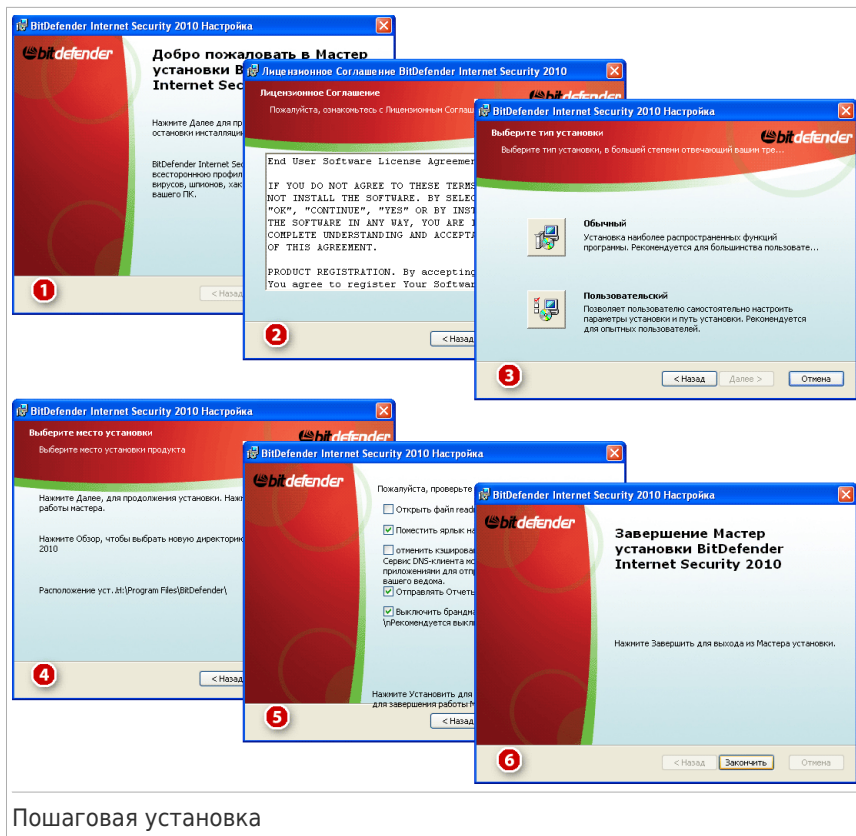 BitDefender Internet Security 2010 Настройка
bitdefender
Добро пожаловать в Мастер
установки B
Internet Sec
Нажмите Далее для пр
остановки инсталляци
BitDefender Internet Sec
всестороннюю профил
вирусов, шпионов, хак
вашего ПК.
1
< Назад
Лицензионное Соглашение BitDefender Internet Security 2010
Лицензионное Соглашение
bitdefender
Пожалуйста, ознакомьтесь с Лицензионным Соглаш
End User Software License Agreemen
IF YOU DO NOT AGREE TO THESE TERMS
NOT INSTALL THE SOFTWARE. BY SELEC
"OK", "CONTINUE", "YES" OR BY INST
THE SOFTWARE IN ANY WAY, YOU ARE I
COMPLETE UNDERSTANDING AND ACCEPTA
OF THIS AGREEMENT.
PRODUCT REGISTRATION. By accepting
You agree to register Your Softwar
2
< Назад
BitDefender Internet Security 2010 Настройка
Выберите тип установки
bitdefender
Выберите тип установки, в большей степени отвечающий вашин тре...
Обычный
Установка наиболее распространенных функций
программы. Рекомендуется для большинства пользовате...
Пользовательский
Позволяет пользователю самостоятельно настроить
параметры установки и путь установки. Рекомендуется
для опытных пользователей.
3
< Назад
Далее >
Отмена
BitDefender Internet Security 2010 Настройка
Выберите место установки
bitdefender
Выберите место установки продукта
Нажмите Далее, для продолжения установки. Нажм
работы мастера.
Нажмите Обзор, чтобы выбрать новую директорию
2010
Расположение уст..H:\Program Files\BitDefender\
4
< Назад
BitDefender Internet Security 2010 Настройка
bitdefender
Пожалуйста, проверьте
Открыть файл read
Поместить ярлык на
отменить кэширова
Сервис DNS-клиента мо
приложениями для отп
вашего ведома.
Отправлять Отчеты
Выключить брандма
\nРекомендуется выкл
Нажмите Установить для
для завершения работы М
5
< Назад
BitDefender Internet Security 2010 Настройка
bitdefender
Завершение Мастер
установки BitDefender
Internet Security 2010
Нажмите Завершить для выхода из Мастера установки.
6
< Назад
Закончить
Отмена
Пошаговая установка